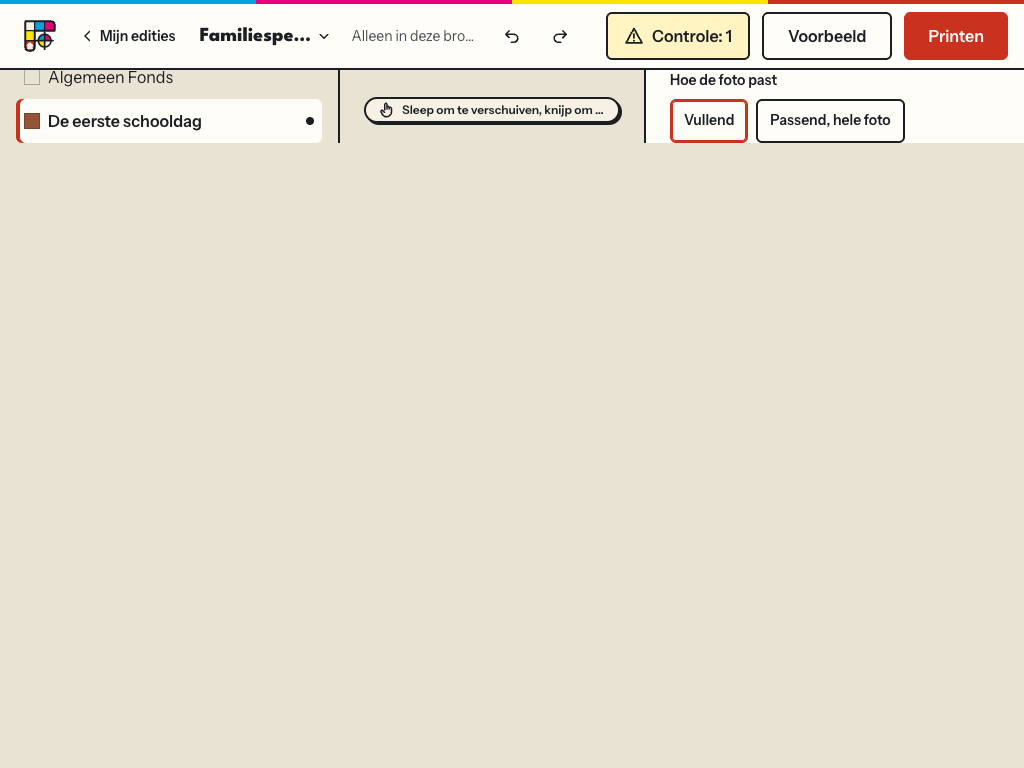 Mijn edities
Familiespe...
Alleen in deze bro...
Controle: 1
Voorbeeld
Printen
Algemeen Fonds
De eerste schooldag
Sleep om te verschuiven, knijp om ...
Hoe de foto past
Vullend
Passend, hele foto